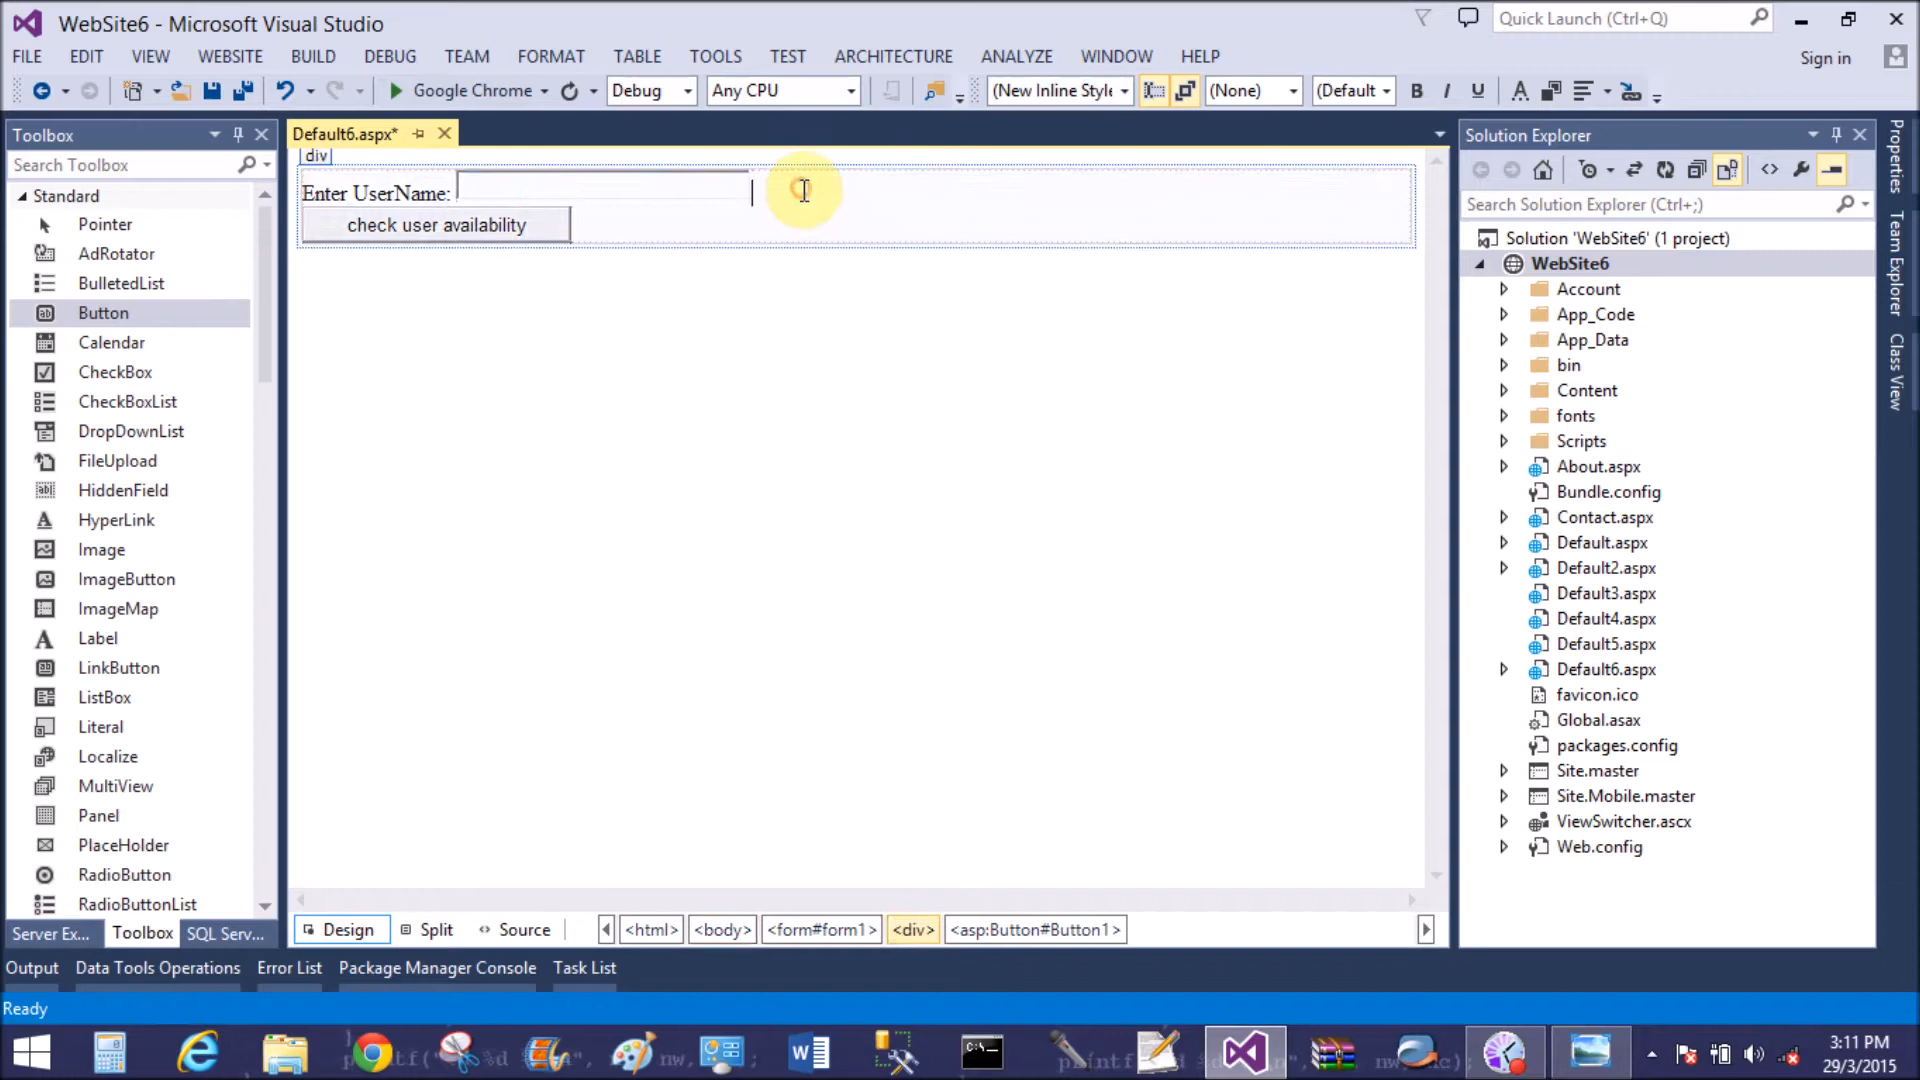 WebSite6 - Microsoft Visual Studio
Quick Launch (Ctrl+Q)
FILE EDIT VIEW WEBSITE BUILD DEBUG TEAM FORMAT TABLE TOOLS TEST ARCHITECTURE ANALYZE WINDOW HELP
Sign in
Google Chrome Debug Any CPU (New Inline Style (None) (Default B I U
Toolbox
Search Toolbox
Standard
Pointer
AdRotator
BulletedList
Button
Calendar
CheckBox
CheckBoxList
DropDownList
FileUpload
HiddenField
HyperLink
Image
ImageButton
ImageMap
Label
LinkButton
ListBox
Literal
Localize
MultiView
Panel
PlaceHolder
RadioButton
RadioButtonList
Server Ex... Toolbox SQL Serv...
Default6.aspx*
div
Enter UserName:
check user availability
Design Split Source <html> <body> <form#form1> <div> <asp:Button#Button1>
Solution Explorer
Search Solution Explorer (Ctrl+;)
Solution 'WebSite6' (1 project)
WebSite6
Account
App_Code
App_Data
bin
Content
fonts
Scripts
About.aspx
Bundle.config
Contact.aspx
Default.aspx
Default2.aspx
Default3.aspx
Default4.aspx
Default5.aspx
Default6.aspx
favicon.ico
Global.asax
packages.config
Site.master
Site.Mobile.master
ViewSwitcher.ascx
Web.config
Properties
Team Explorer
Class View
Output Data Tools Operations Error List Package Manager Console Task List
Ready
3:11 PM
29/3/2015